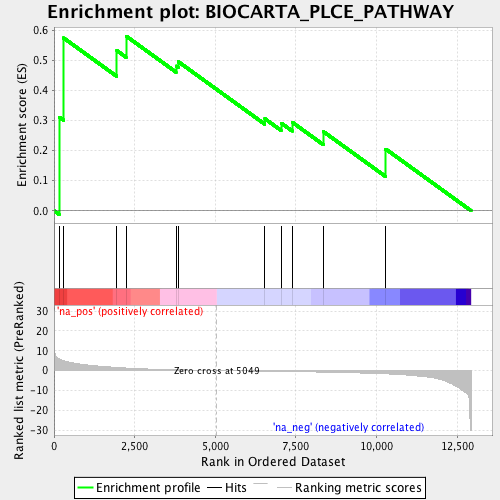 Enrichment plot: BIOCARTA_PLCE_PATHWAY
Enrichment score (ES)
0.6
0.5
0.4
0.3
0.2
0.1
0.0
'na_pos' (positively correlated)
Ranked list metric (PreRanked)
30
20
10
0
-10
-20
-30
Zero cross at 5049
'na_neg' (negatively correlated)
0
2,500
5,000
7,500
10,000
12,500
Rank in Ordered Dataset
Enrichment profile
Hits
Ranking metric scores